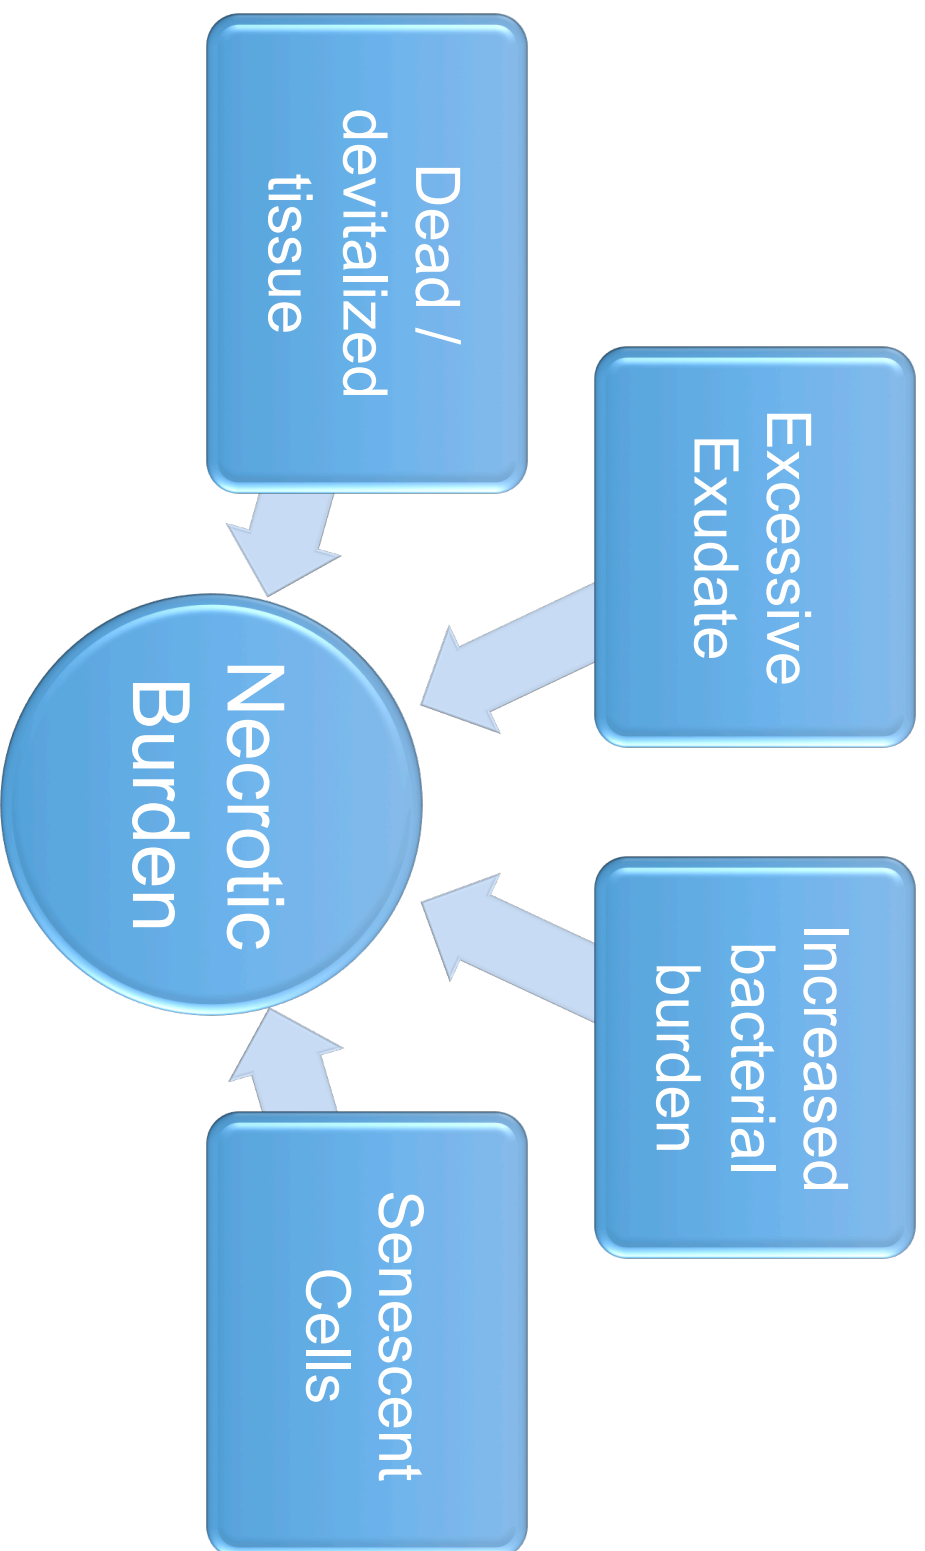 Dead /
devitalized
tissue
Excessive
Exudate
Increased
bacterial
burden
Senescent
Cells
Necrotic
Burden